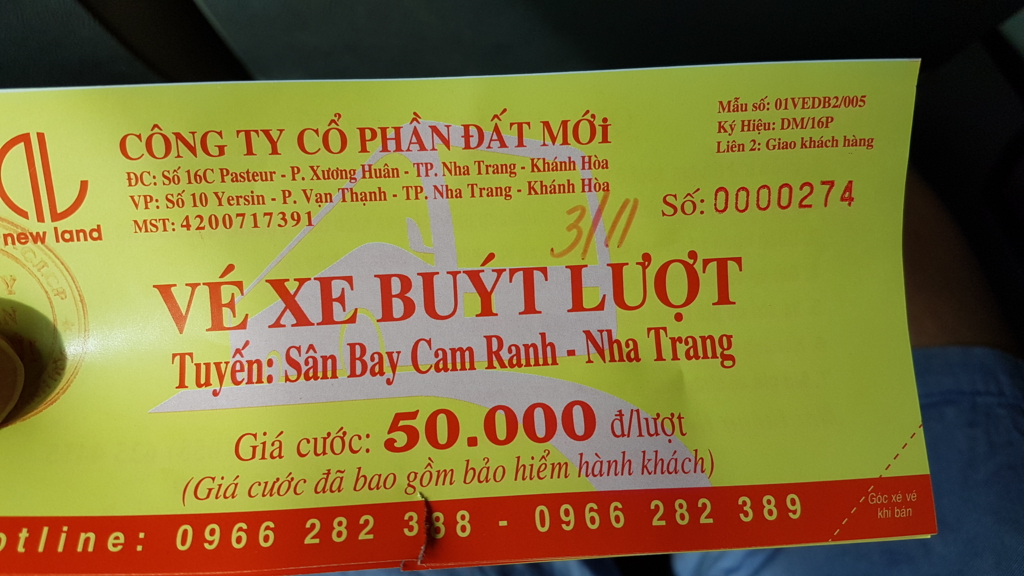 CÔNG TY CỔ PHẦN ĐẤT MỚI
ĐC: Số 16C Pasteur - P. Xương Huân - TP. Nha Trang - Khánh Hòa
VP: Số 10 Yersin - P. Vạn Thạnh - TP. Nha Trang - Khánh Hòa
MST: 4200717391
new land
Mẫu số: 01VEDB2/005
Ký Hiệu: DM/16P
Liên 2: Giao khách hàng
Số: 0000274
3/11
VÉ XE BUÝT LƯỢT
Tuyến: Sân Bay Cam Ranh - Nha Trang
Giá cước: 50.000 đ/lượt
(Giá cước đã bao gồm bảo hiểm hành khách)
otline: 0966 282 388 - 0966 282 389
Góc xé vé
khi bán